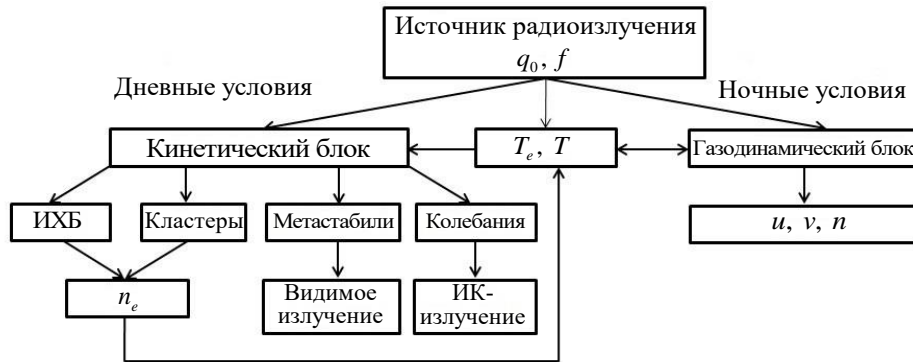 Источник радиоизлучения
q₀, f
Дневные условия
Ночные условия
Кинетический блок
Tₑ, T
Газодинамический блок
ИХБ
Кластеры
Метастабили
Колебания
u, v, n
nₑ
Видимое
излучение
ИК-
излучение